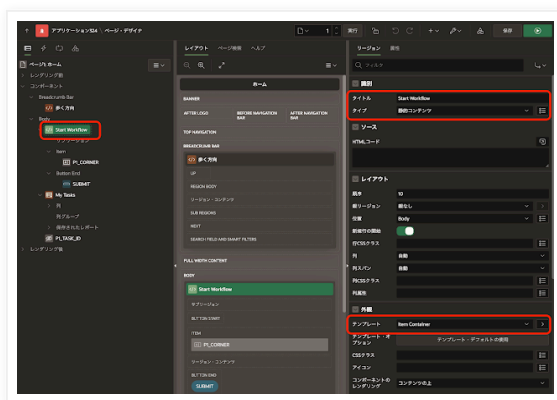 アプリケーション124 \ ページ・デザイナ
1
実行
保存
レイアウト ページ検索 ヘルプ
リージョン 属性
ページ1: ホーム
レンダリング前
コンポーネント
Breadcrumb Bar
歩く方向
Body
Start Workflow
サブリージョン
Item
P1_CORNER
Button End
SUBMIT
My Tasks
列
列グループ
保存されたレポート
P1_TASK_ID
レンダリング後
ホーム
BANNER
AFTER LOGO
BEFORE NAVIGATION BAR
AFTER NAVIGATION BAR
TOP NAVIGATION
BREADCRUMB BAR
歩く方向
UP
REGION BODY
リージョン・コンテンツ
SUB REGIONS
NEXT
SEARCH FIELD AND SMART FILTERS
FULL WIDTH CONTENT
BODY
Start Workflow
サブリージョン
BUTTON START
ITEM
P1_CORNER
リージョン・コンテンツ
BUTTON END
SUBMIT
フィルタ
識別
タイトル Start Workflow
タイプ 静的コンテンツ
ソース
HTMLコード
レイアウト
順序 10
親リージョン 親なし
位置 Body
新規行の開始
行CSSクラス
列 自動
列スパン 自動
列CSSクラス
列属性
外観
テンプレート Item Container
テンプレート・オプション テンプレート・デフォルトの使用
CSSクラス
アイコン
コンポーネントのレンダリング コンテンツの上